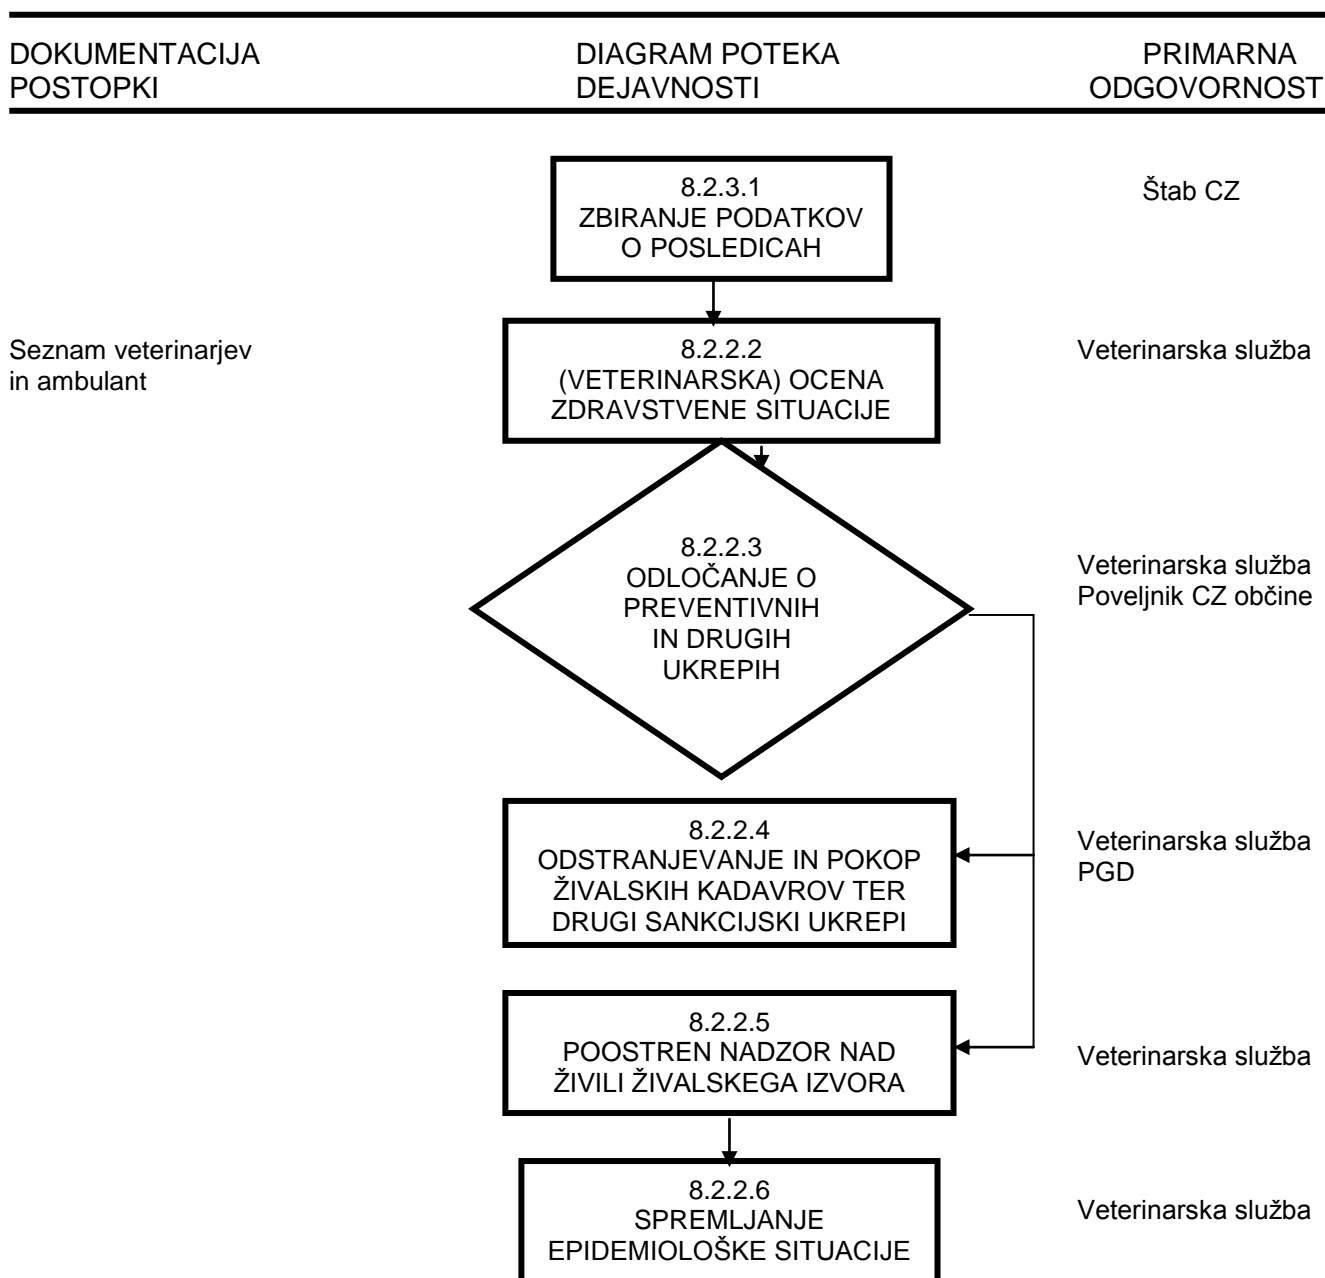 DOKUMENTACIJA
POSTOPKI
DIAGRAM POTEKA
DEJAVNOSTI
PRIMARNA
ODGOVORNOST
8.2.3.1
ZBIRANJE PODATKOV
O POSLEDICAH
Štab CZ
Seznam veterinarjev
in ambulant
8.2.2.2
(VETERINARSKA) OCENA
ZDRAVSTVENE SITUACIJE
Veterinarska služba
8.2.2.3
ODLOČANJE O
PREVENTIVNIH
IN DRUGIH
UKREPIH
Veterinarska služba
Poveljnik CZ občine
8.2.2.4
ODSTRANJEVANJE IN POKOP
ŽIVALSKIH KADAVROV TER
DRUGI SANKCIJSKI UKREPI
Veterinarska služba
PGD
8.2.2.5
POOSTREN NADZOR NAD
ŽIVILI ŽIVALSKEGA IZVORA
Veterinarska služba
8.2.2.6
SPREMLJANJE
EPIDEMIOLOŠKE SITUACIJE
Veterinarska služba